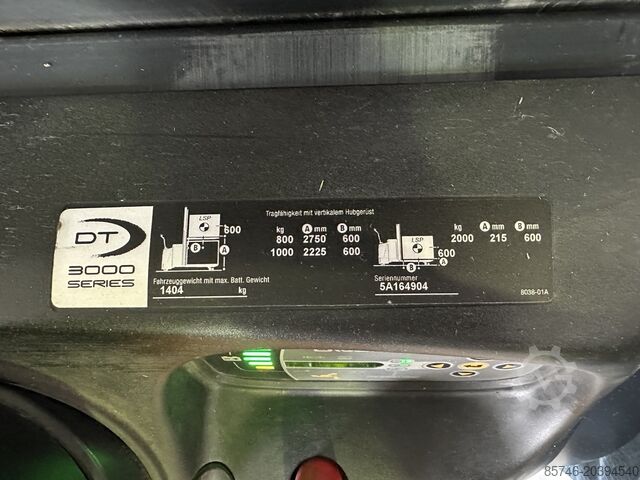 DT
3000
SERIES
LSP
600
Fahrzeuggewicht mit max. Batt. Gewicht
1404 kg
Tragfähigkeit mit vertikalem Hubgerüst
kg A mm B mm
800 2750 600
1000 2225 600
A
B
LSP
600
A
B
Seriennummer
5A164904
kg A mm B mm
2000 215 600
8038-01A
85746-20394540